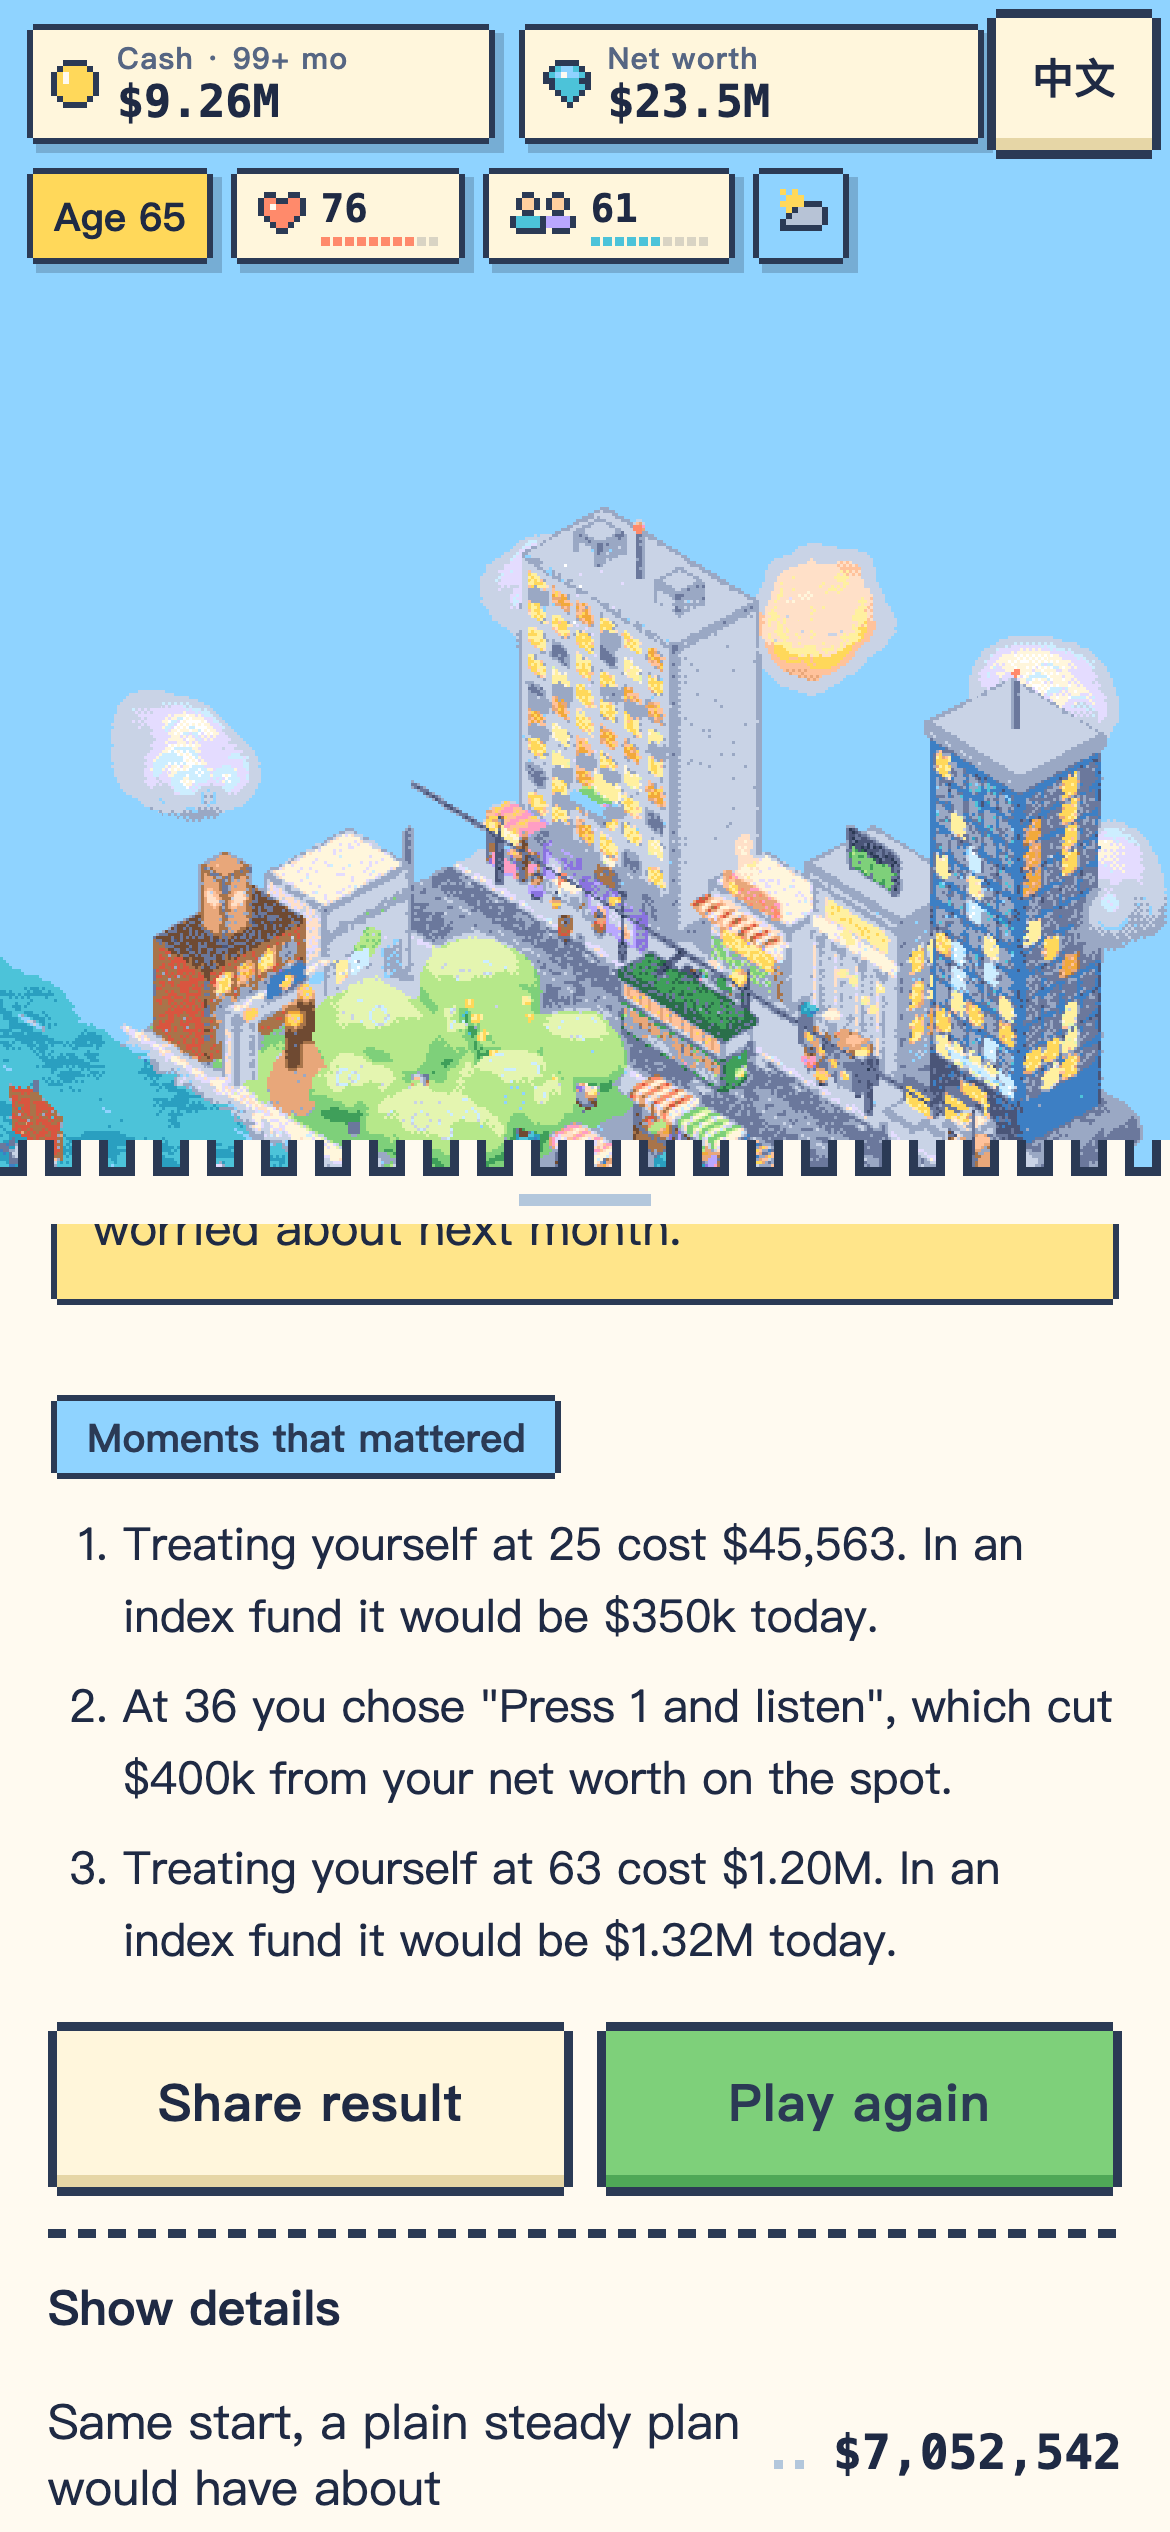 Cash · 99+ mo
$9.26M
Net worth
$23.5M
中文
Age 65
76
61
worried about next month.
Moments that mattered
1. Treating yourself at 25 cost $45,563. In an
index fund it would be $350k today.
2. At 36 you chose "Press 1 and listen", which cut
$400k from your net worth on the spot.
3. Treating yourself at 63 cost $1.20M. In an
index fund it would be $1.32M today.
Share result
Play again
Show details
Same start, a plain steady plan
would have about
.. $7,052,542